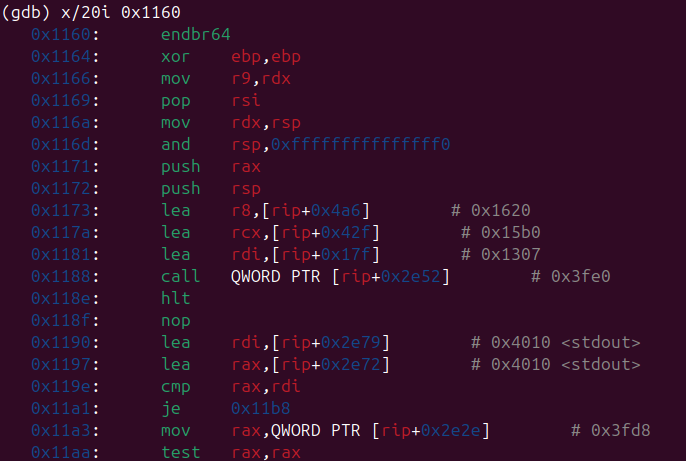 (gdb) x/20i 0x1160
0x1160: endbr64
0x1164: xor ebp,ebp
0x1166: mov r9,rdx
0x1169: pop rsi
0x116a: mov rdx,rsp
0x116d: and rsp,0xfffffffffffffff0
0x1171: push rax
0x1172: push rsp
0x1173: lea r8,[rip+0x4a6] # 0x1620
0x117a: lea rcx,[rip+0x42f] # 0x15b0
0x1181: lea rdi,[rip+0x17f] # 0x1307
0x1188: call QWORD PTR [rip+0x2e52] # 0x3fe0
0x118e: hlt
0x118f: nop
0x1190: lea rdi,[rip+0x2e79] # 0x4010 <stdout>
0x1197: lea rax,[rip+0x2e72] # 0x4010 <stdout>
0x119e: cmp rax,rdi
0x11a1: je 0x11b8
0x11a3: mov rax,QWORD PTR [rip+0x2e2e] # 0x3fd8
0x11aa: test rax,rax